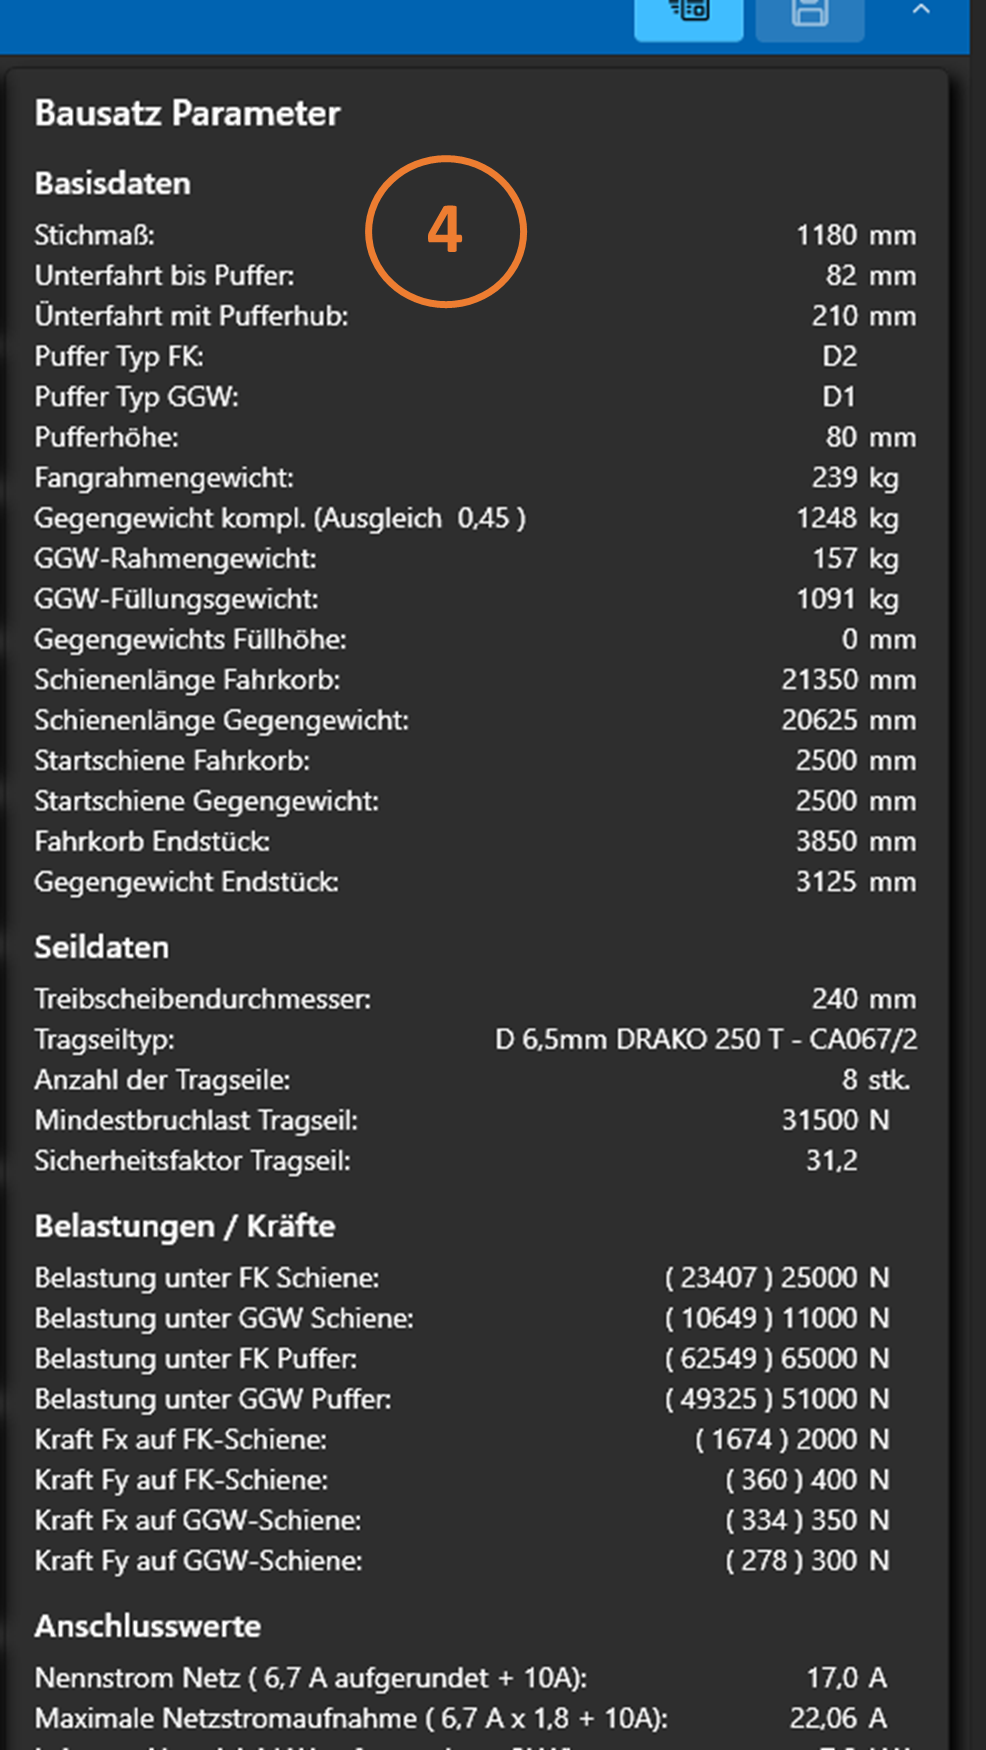 Bausatz Parameter
Basisdaten
4
Stichmaß: 1180 mm
Unterfahrt bis Puffer: 82 mm
Ünterfahrt mit Pufferhub: 210 mm
Puffer Typ FK: D2
Puffer Typ GGW: D1
Pufferhöhe: 80 mm
Fangrahmengewicht: 239 kg
Gegengewicht kompl. (Ausgleich 0,45 ) 1248 kg
GGW-Rahmengewicht: 157 kg
GGW-Füllungsgewicht: 1091 kg
Gegengewichts Füllhöhe: 0 mm
Schienenlänge Fahrkorb: 21350 mm
Schienenlänge Gegengewicht: 20625 mm
Startschiene Fahrkorb: 2500 mm
Startschiene Gegengewicht: 2500 mm
Fahrkorb Endstück: 3850 mm
Gegengewicht Endstück: 3125 mm
Seildaten
Treibscheibendurchmesser: 240 mm
Tragseiltyp: D 6,5mm DRAKO 250 T - CA067/2
Anzahl der Tragseile: 8 stk.
Mindestbruchlast Tragseil: 31500 N
Sicherheitsfaktor Tragseil: 31,2
Belastungen / Kräfte
Belastung unter FK Schiene: ( 23407 ) 25000 N
Belastung unter GGW Schiene: ( 10649 ) 11000 N
Belastung unter FK Puffer: ( 62549 ) 65000 N
Belastung unter GGW Puffer: ( 49325 ) 51000 N
Kraft Fx auf FK-Schiene: ( 1674 ) 2000 N
Kraft Fy auf FK-Schiene: ( 360 ) 400 N
Kraft Fx auf GGW-Schiene: ( 334 ) 350 N
Kraft Fy auf GGW-Schiene: ( 278 ) 300 N
Anschlusswerte
Nennstrom Netz ( 6,7 A aufgerundet + 10A): 17,0 A
Maximale Netzstromaufnahme ( 6,7 A x 1,8 + 10A): 22,06 A